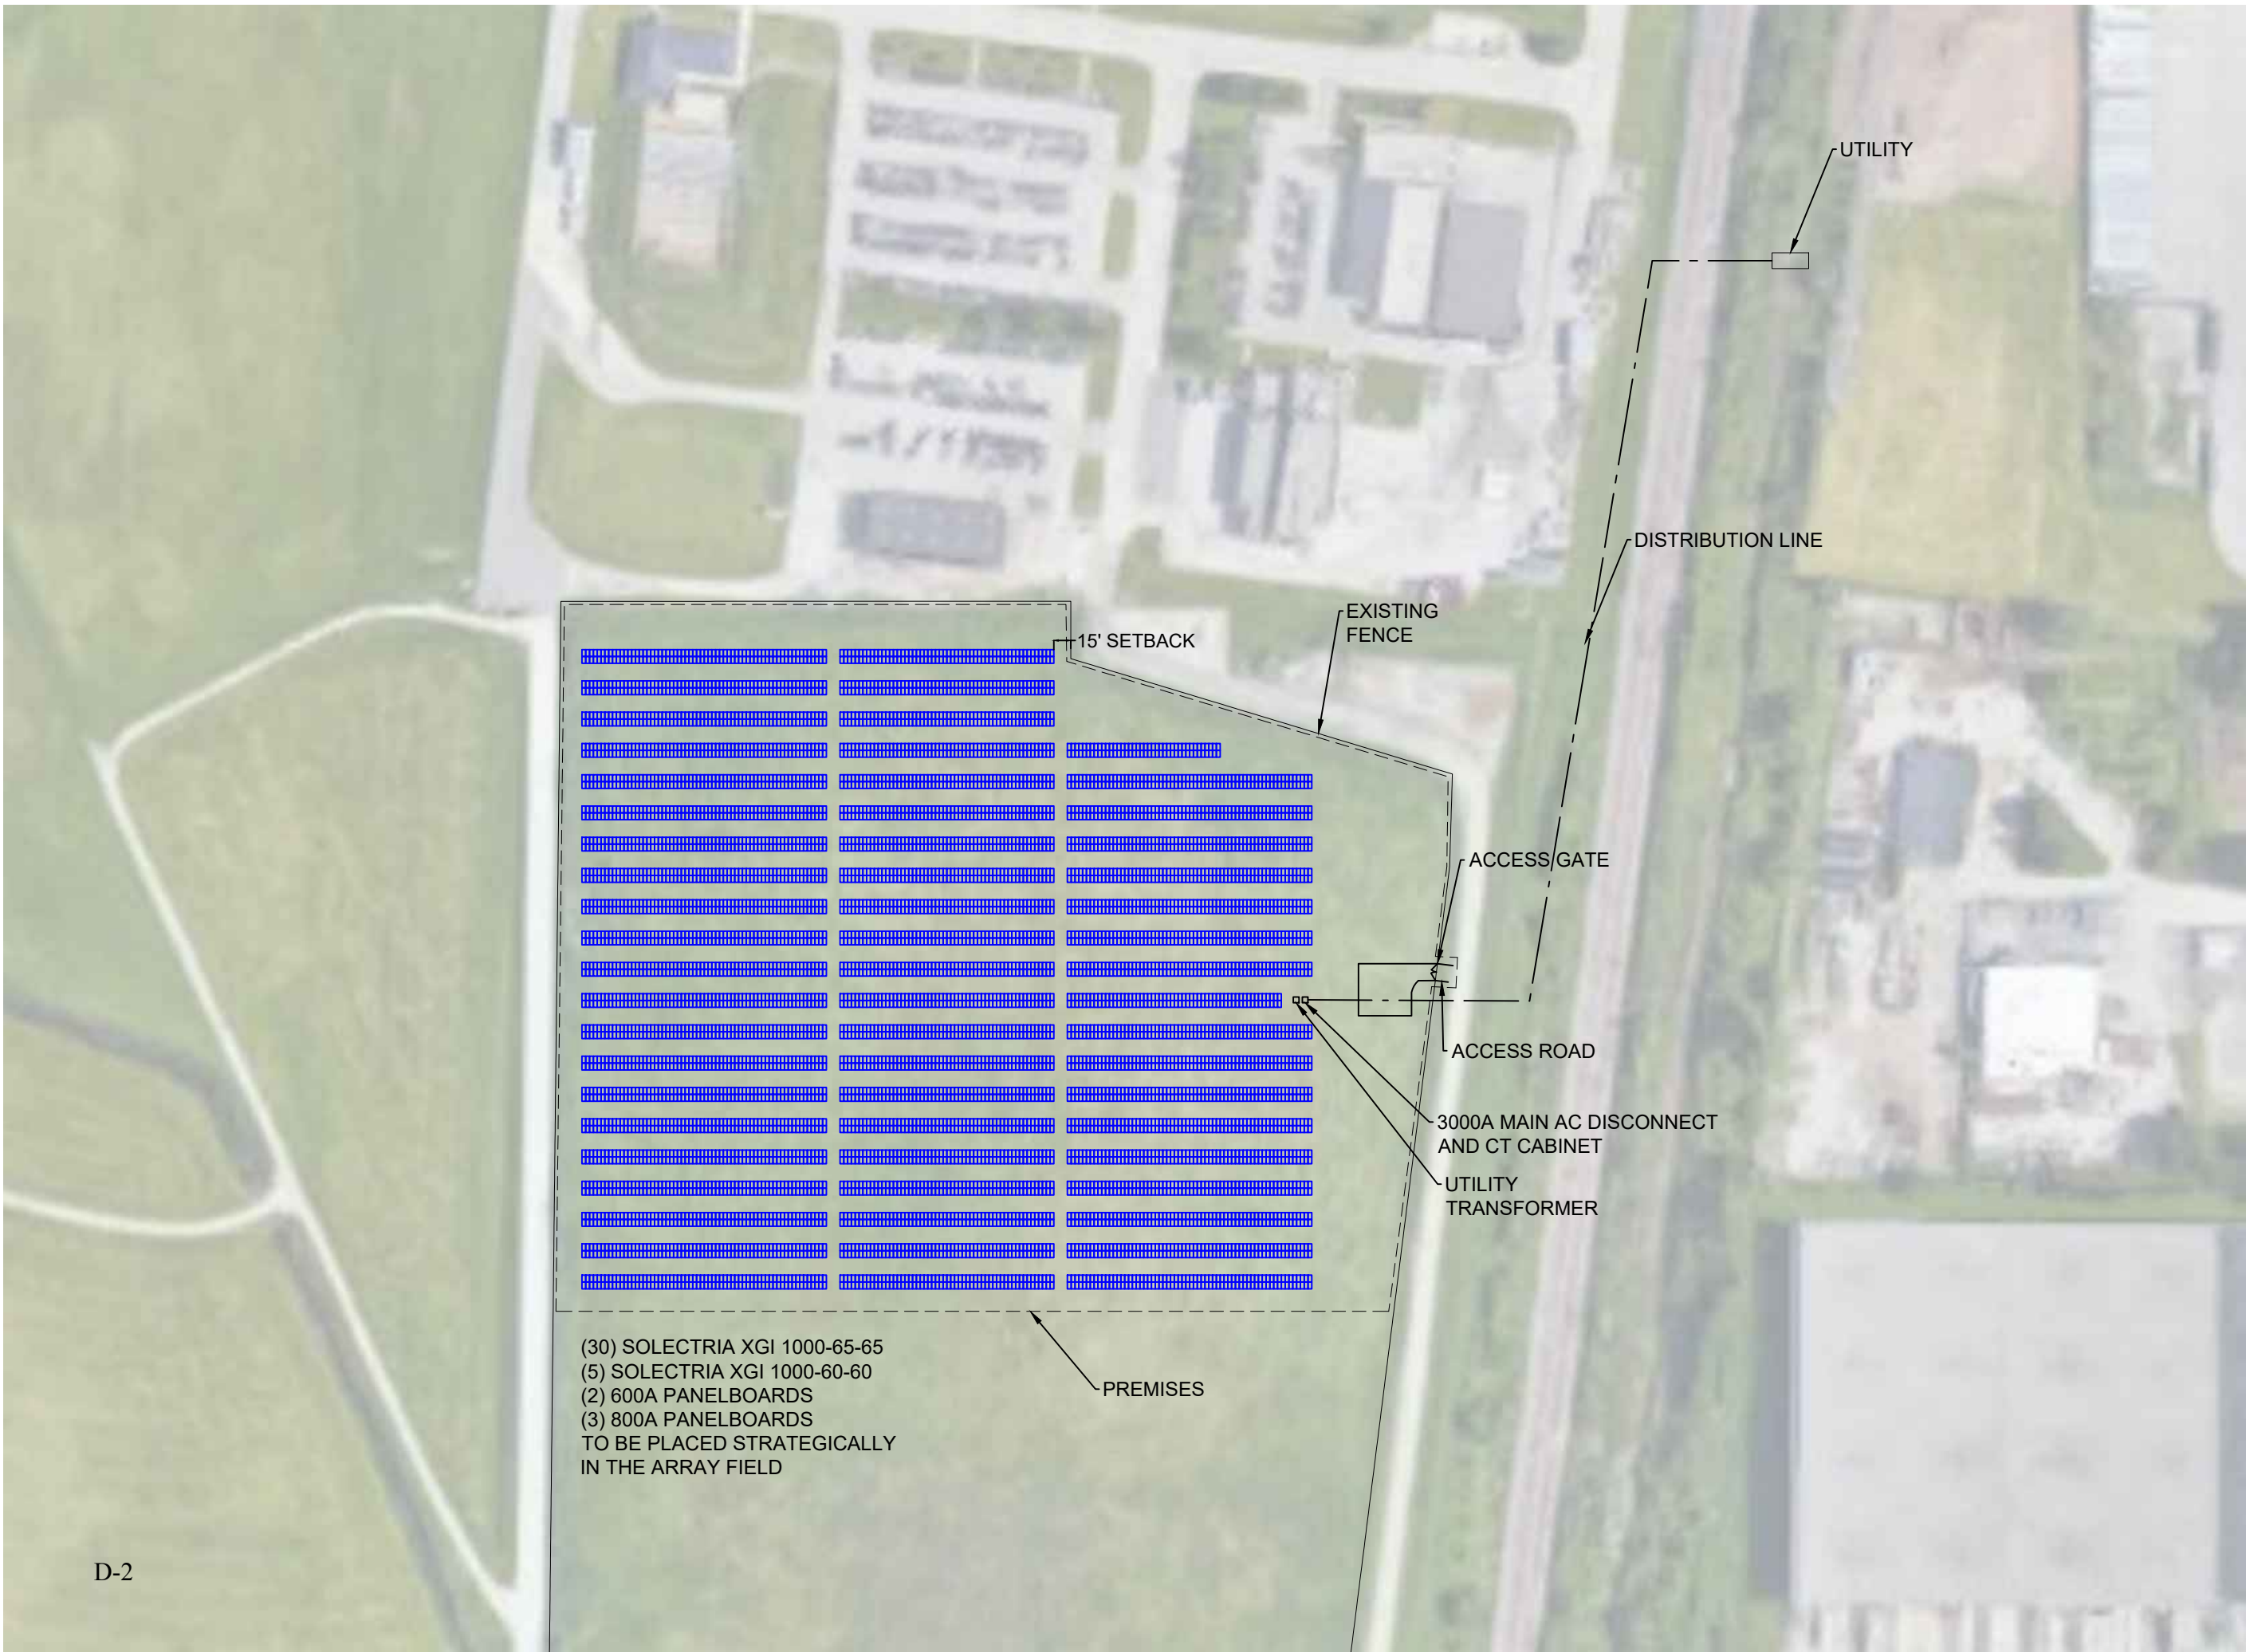 UTILITY
DISTRIBUTION LINE
EXISTING
FENCE
15' SETBACK
ACCESS GATE
ACCESS ROAD
3000A MAIN AC DISCONNECT
AND CT CABINET
UTILITY
TRANSFORMER
(30) SOLECTRIA XGI 1000-65-65
(5) SOLECTRIA XGI 1000-60-60
(2) 600A PANELBOARDS
(3) 800A PANELBOARDS
TO BE PLACED STRATEGICALLY
IN THE ARRAY FIELD
PREMISES
D-2